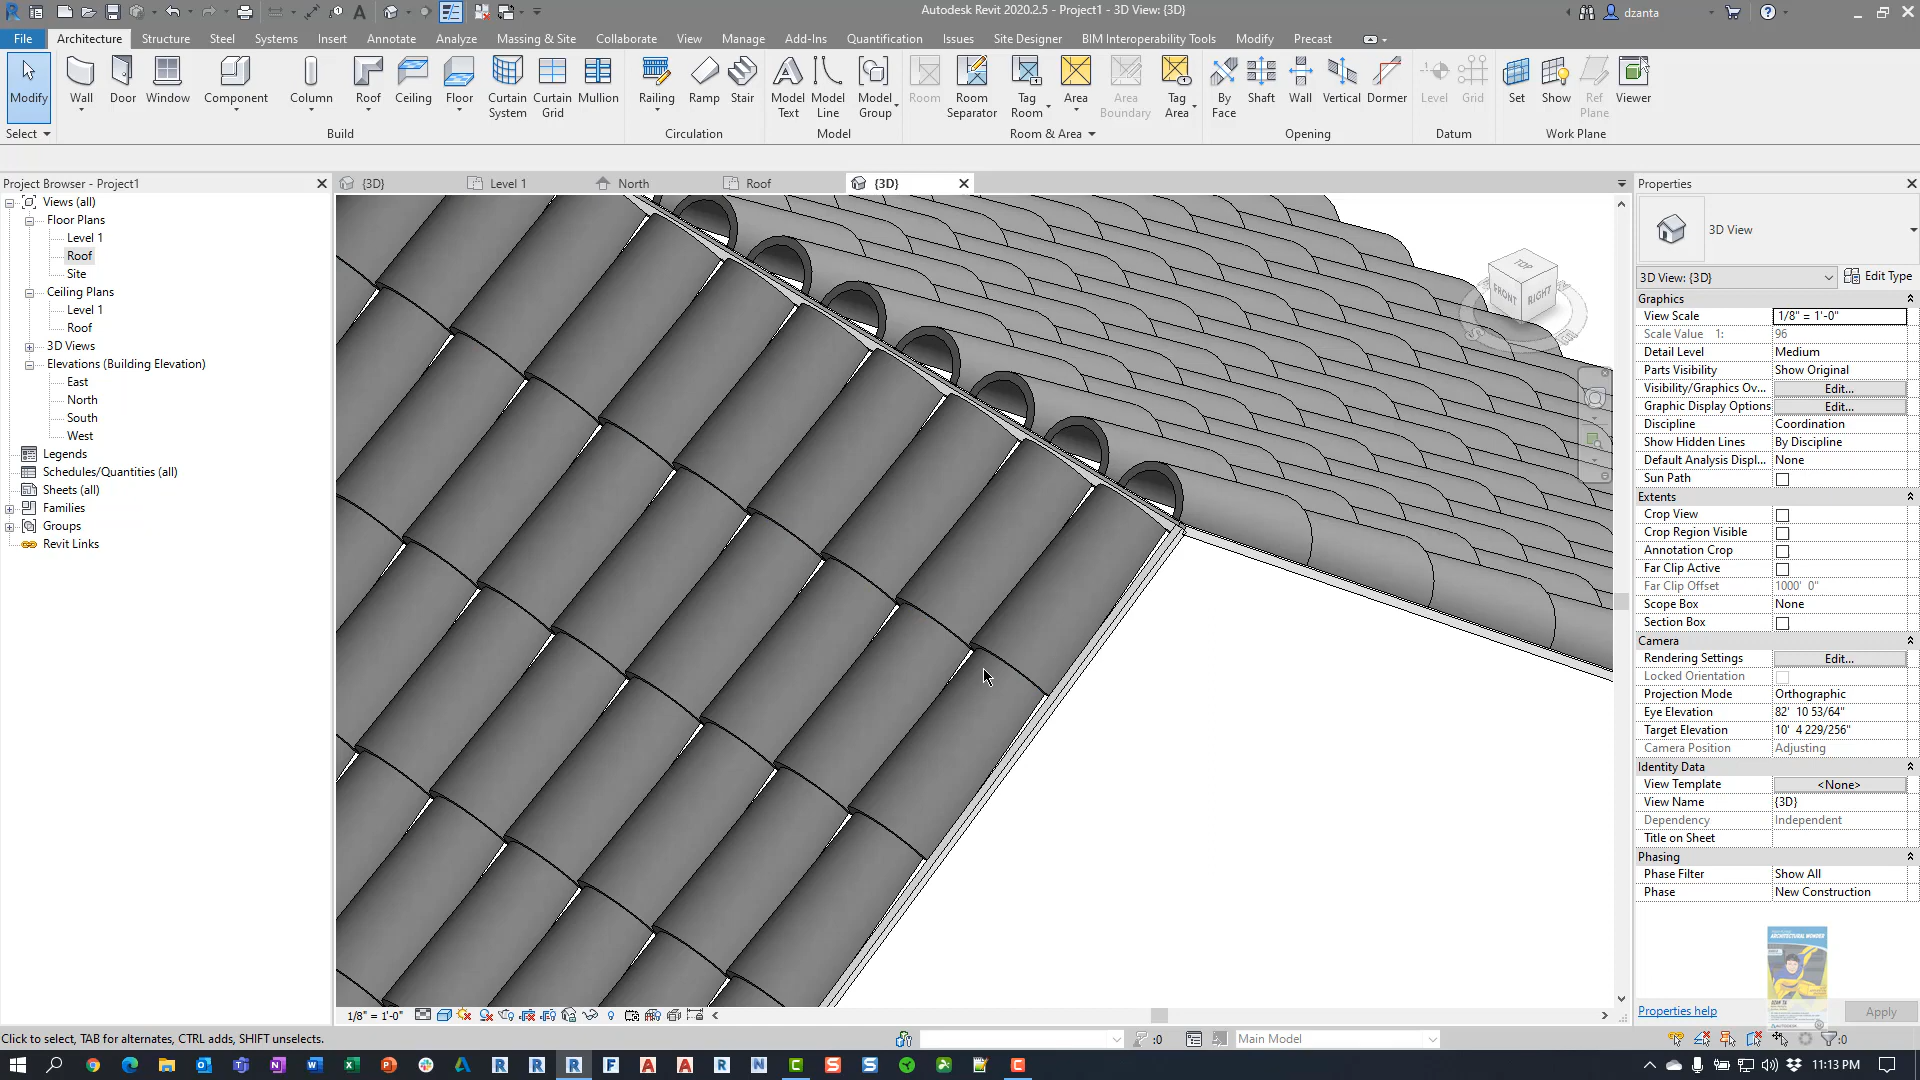 Autodesk Revit 2020.2.5 - Project1 - 3D View: {3D}
dzanta
File Architecture Structure Steel Systems Insert Annotate Analyze Massing & Site Collaborate View Manage Add-Ins Quantification Issues Site Designer BIM Interoperability Tools Modify Precast
Modify Wall Door Window Component Column Roof Ceiling Floor Curtain System Curtain Grid Mullion Railing Ramp Stair Model Text Model Line Model Group Room Room Separator Tag Room Area Area Boundary Tag Area By Face Shaft Wall Vertical Dormer Level Grid Set Show Ref Plane Viewer
Select Build Circulation Model Room & Area Opening Datum Work Plane
Project Browser - Project1
{3D} Level 1 North Roof {3D}
Properties
Views (all)
Floor Plans
Level 1
Roof
Site
Ceiling Plans
Level 1
Roof
3D Views
Elevations (Building Elevation)
East
North
South
West
Legends
Schedules/Quantities (all)
Sheets (all)
Families
Groups
Revit Links
TOP
FRONT
RIGHT
3D View
3D View: {3D} Edit Type
Graphics
View Scale 1/8" = 1'-0"
Scale Value 1: 96
Detail Level Medium
Parts Visibility Show Original
Visibility/Graphics Ov... Edit...
Graphic Display Options Edit...
Discipline Coordination
Show Hidden Lines By Discipline
Default Analysis Displ... None
Sun Path
Extents
Crop View
Crop Region Visible
Annotation Crop
Far Clip Active
Far Clip Offset 1000' 0"
Scope Box None
Section Box
Camera
Rendering Settings Edit...
Locked Orientation
Projection Mode Orthographic
Eye Elevation 82' 10 53/64"
Target Elevation 10' 4 229/256"
Camera Position Adjusting
Identity Data
View Template <None>
View Name {3D}
Dependency Independent
Title on Sheet
Phasing
Phase Filter Show All
Phase New Construction
ARCHITECTURAL WONDER
AUTODESK
Properties help Apply
1/8" = 1'-0"
Click to select, TAB for alternates, CTRL adds, SHIFT unselects.
:0
Main Model
:0
11:13 PM